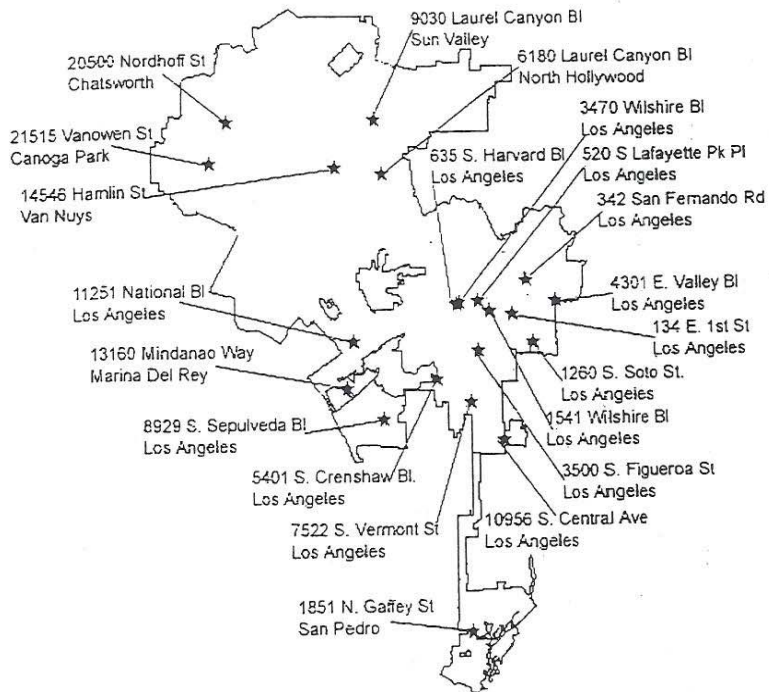 9030 Laurel Canyon Bl
Sun Valley
20500 Nordhoff St
Chatsworth
6180 Laurel Canyon Bl
North Hollywood
3470 Wilshire Bl
Los Angeles
21515 Vanowen St
Canoga Park
635 S. Harvard Bl
Los Angeles
520 S Lafayette Pk Pl
Los Angeles
14546 Hamlin St
Van Nuys
342 San Fernando Rd
Los Angeles
11251 National Bl
Los Angeles
4301 E. Valley Bl
Los Angeles
134 E. 1st St
Los Angeles
13160 Mindanao Way
Marina Del Rey
1260 S. Soto St.
Los Angeles
8929 S. Sepulveda Bl
Los Angeles
1541 Wilshire Bl
Los Angeles
5401 S. Crenshaw Bl.
Los Angeles
3500 S. Figueroa St
Los Angeles
7522 S. Vermont St
Los Angeles
10956 S. Central Ave
Los Angeles
1851 N. Gaffey St
San Pedro